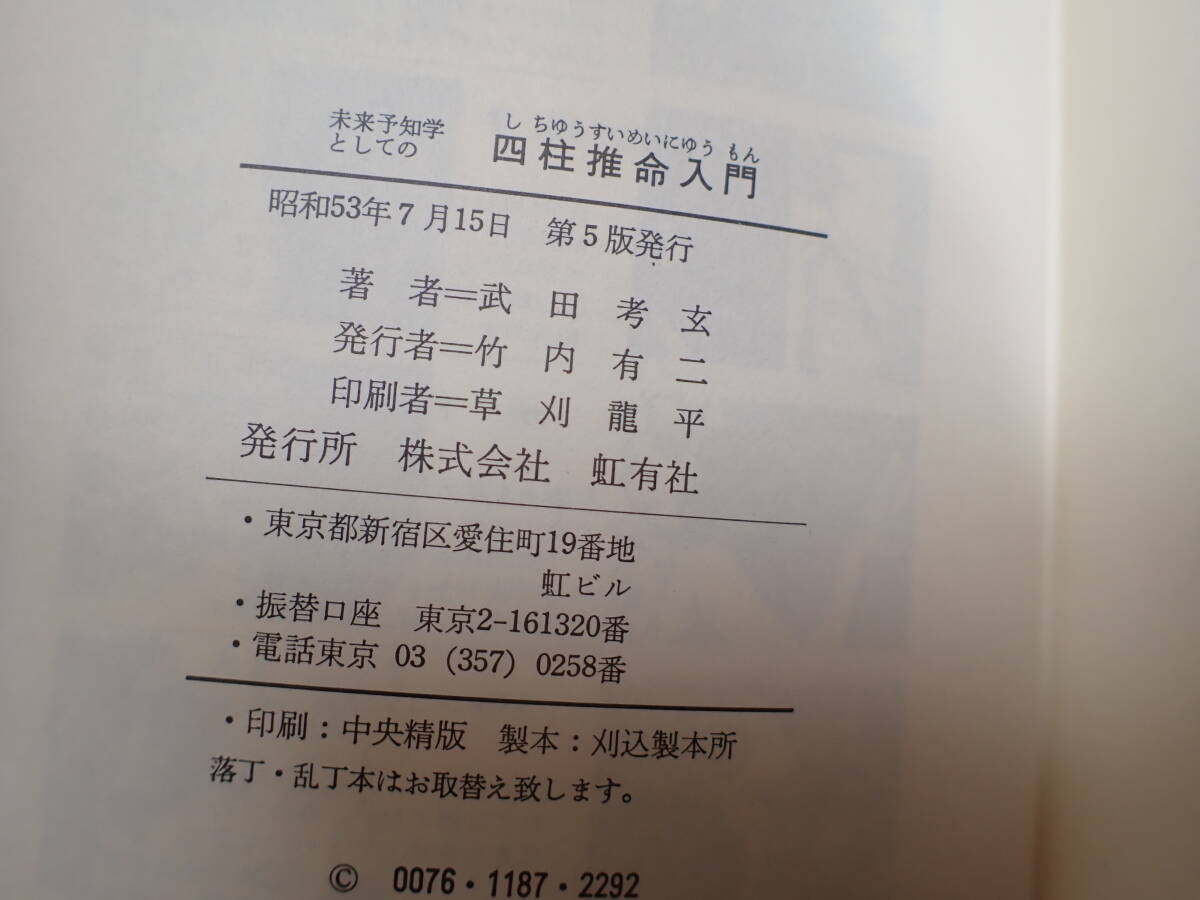 未来予知学
としての
し ちゆうすいめいにゆう もん
四柱推命入門
昭和53年7月15日 第5版発行
著 者＝武 田 考 玄
発行者＝竹 内 有 二
印刷者＝草 刈 龍 平
発行所 株式会社 虹有社
・東京都新宿区愛住町19番地
虹ビル
・振替口座 東京2-161320番
・電話東京 03 (357) 0258番
・印刷：中央精版 製本：刈込製本所
落丁・乱丁本はお取替え致します。
© 0076・1187・2292